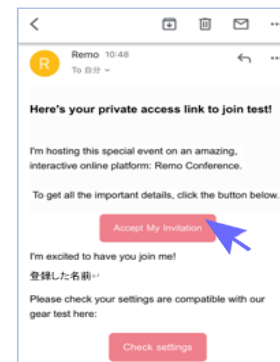 R
Remo 10:48
To 自分
Here's your private access link to join test!
I'm hosting this special event on an amazing,
interactive online platform: Remo Conference.
To get all the important details, click the button below.
Accept My Invitation
I'm excited to have you join me!
登録した名前↵
Please check your settings are compatible with our
gear test here:
Check settings